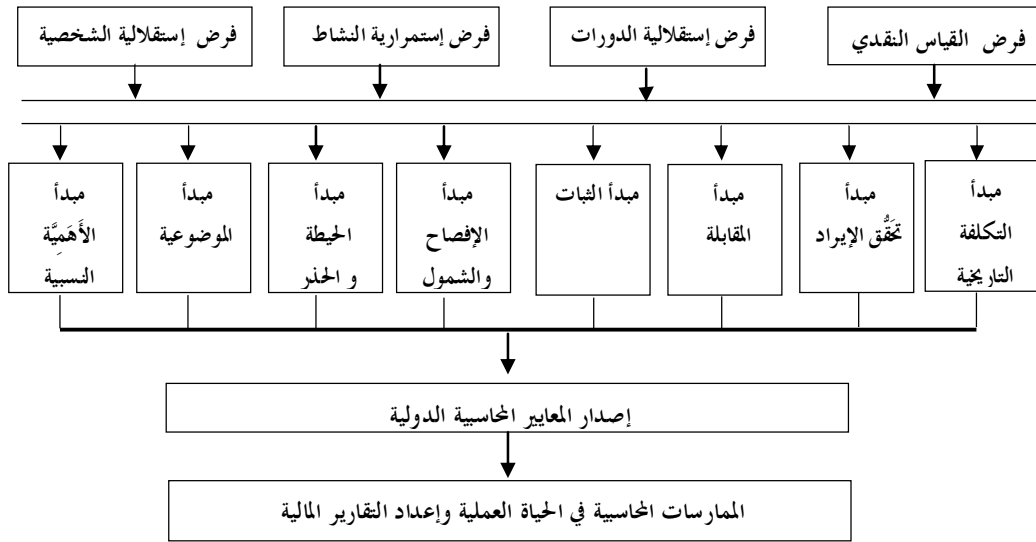 فرض القياس النقدي
فرض إستقلالية الدورات
فرض إستمرارية النشاط
فرض إستقلالية الشخصية
مبدأ
التكلفة
التاريخية
مبدأ
تحَقُّق الإيراد
مبدأ
المقابلة
مبدأ الثبات
مبدأ
الإفصاح
والشمول
مبدأ
الحيطة
و الحذر
مبدأ
الموضوعية
مبدأ
الأَهَمِيَّة
النسبية
إصدار المعايير المحاسبية الدولية
الممارسات المحاسبية في الحياة العملية وإعداد التقارير المالية